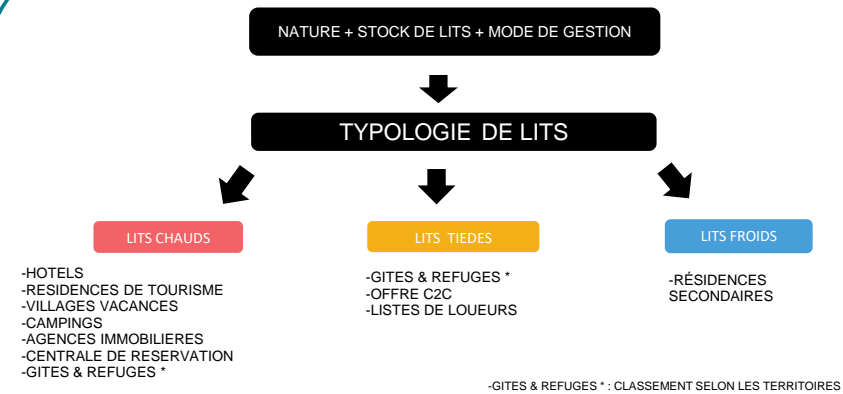 NATURE + STOCK DE LITS + MODE DE GESTION
TYPOLOGIE DE LITS
LITS CHAUDS
-HOTELS
-RESIDENCES DE TOURISME
-VILLAGES VACANCES
-CAMPINGS
-AGENCES IMMOBILIERES
-CENTRALE DE RESERVATION
-GITES & REFUGES *
LITS TIEDES
-GITES & REFUGES *
-OFFRE C2C
-LISTES DE LOUEURS
LITS FROIDS
-RÉSIDENCES
SECONDAIRES
-GITES & REFUGES * : CLASSEMENT SELON LES TERRITOIRES